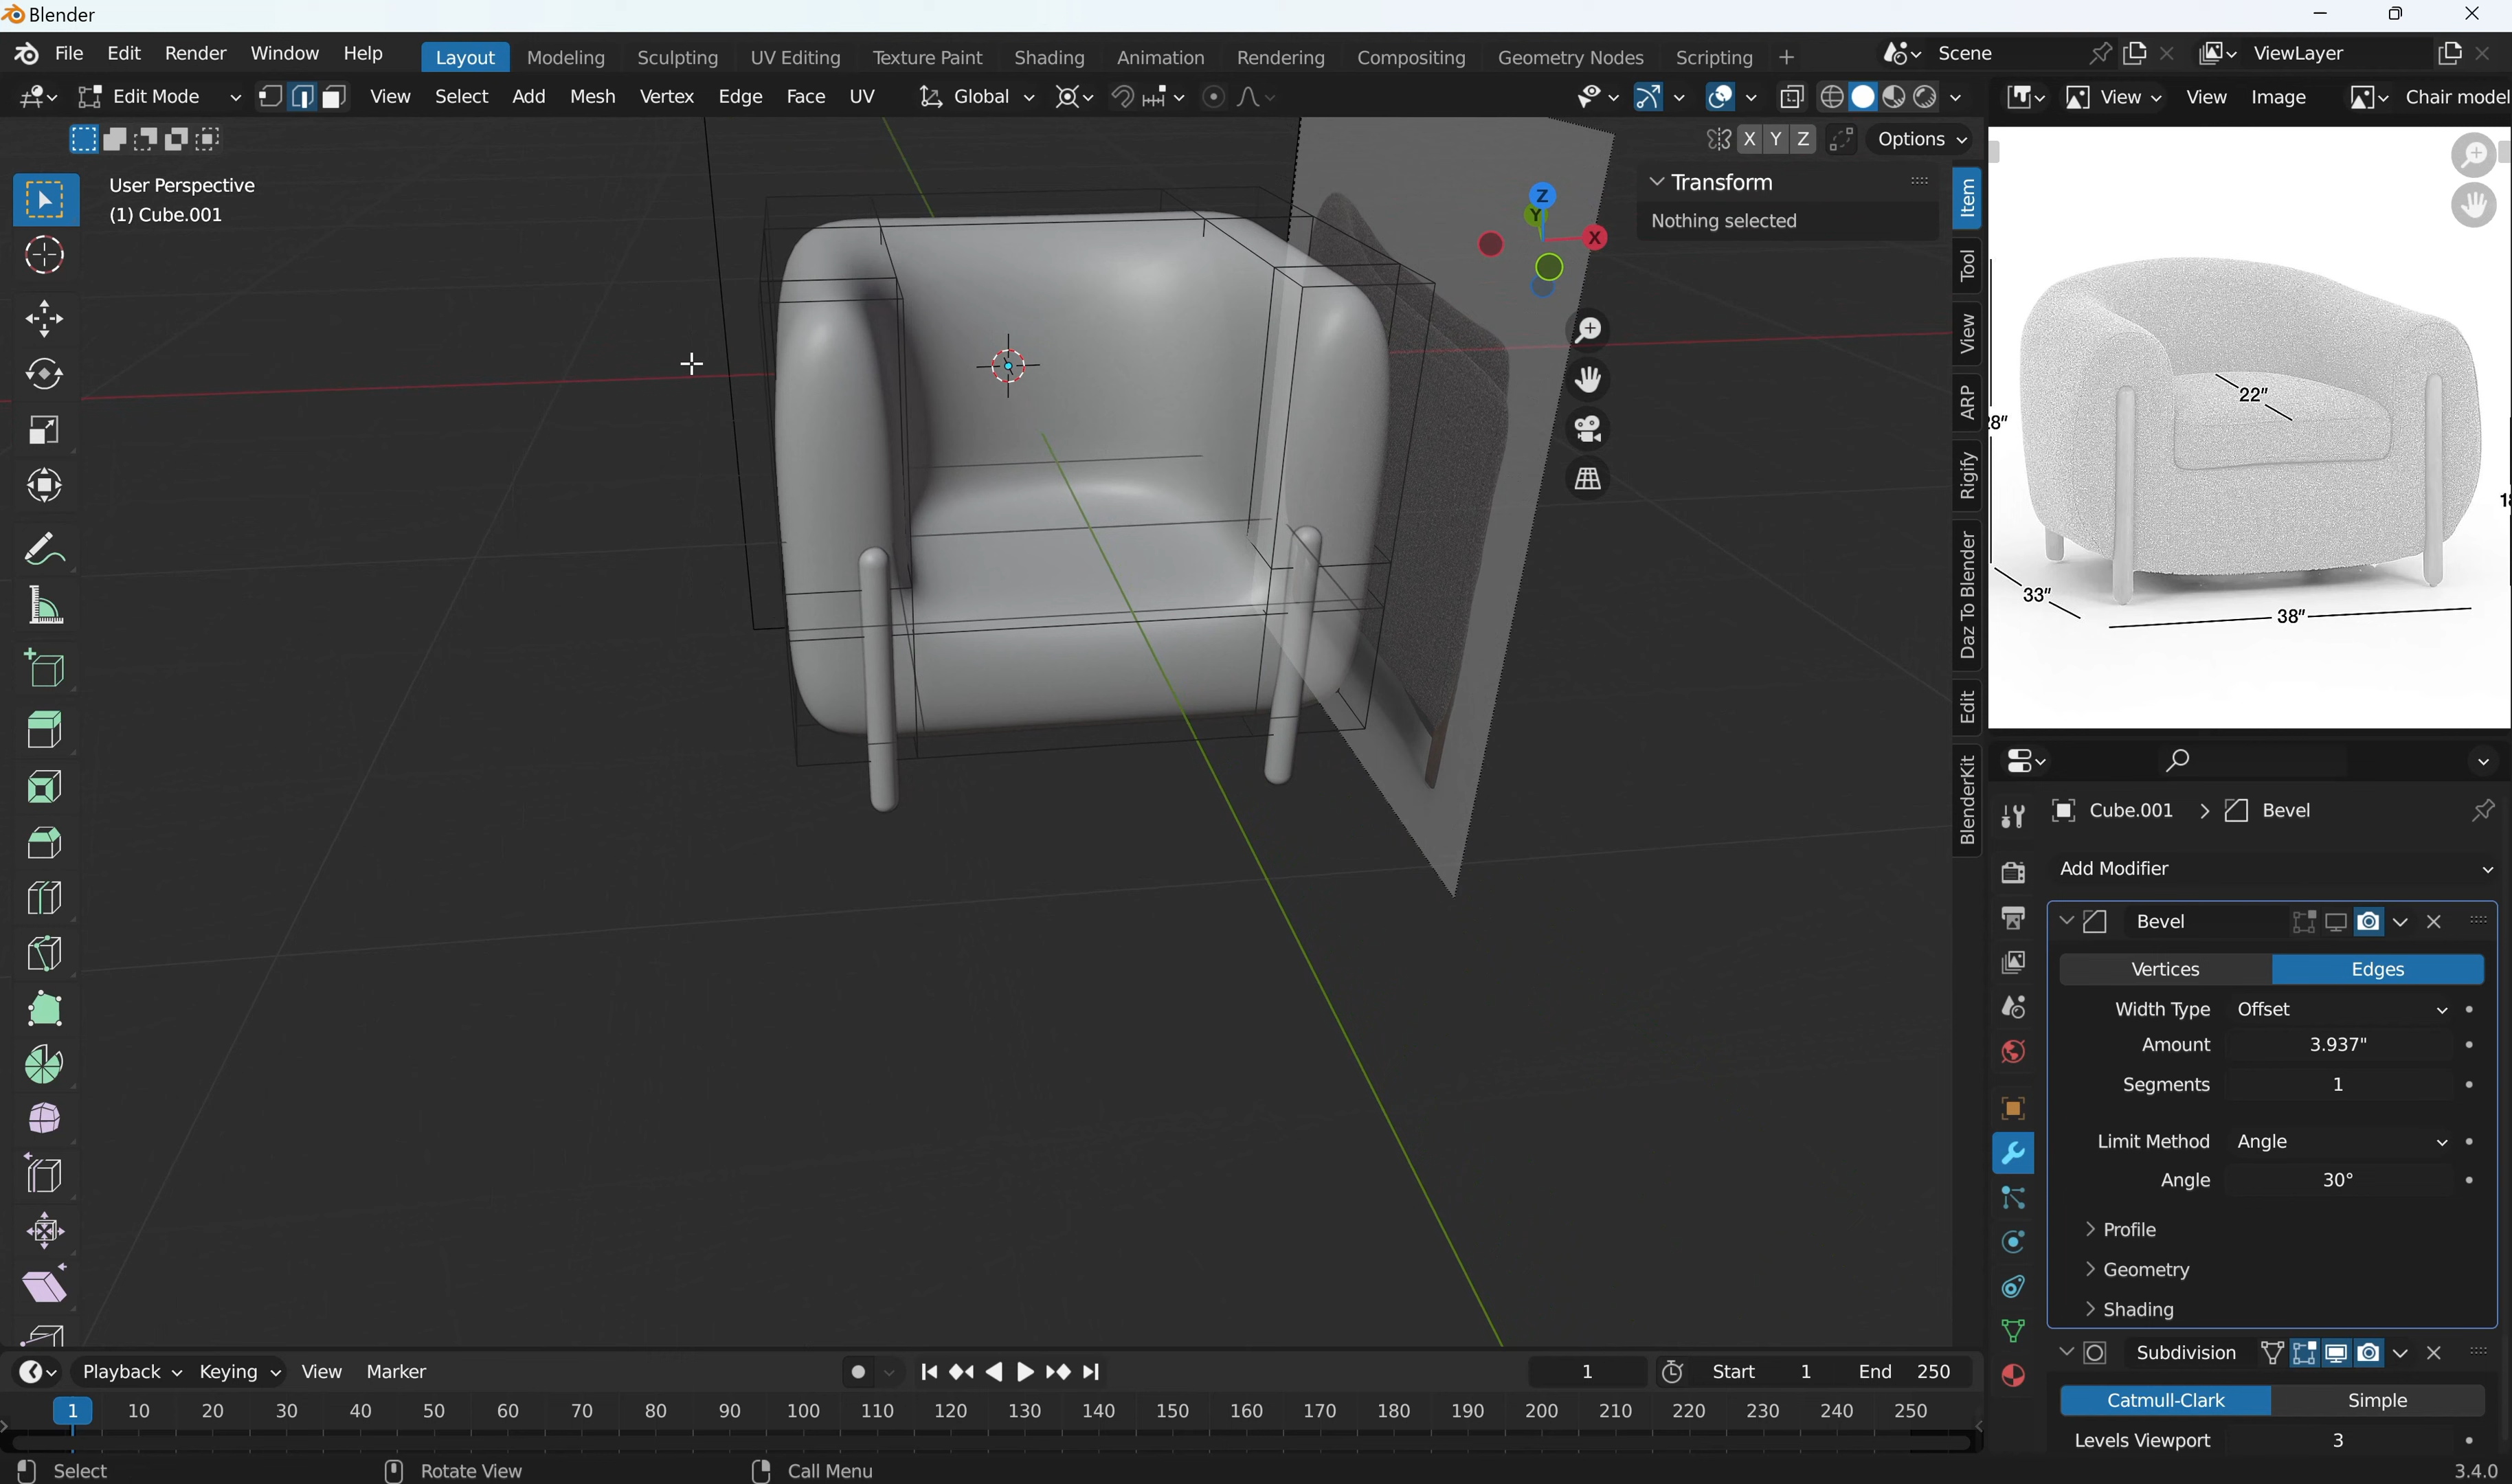 Blender
File Edit Render Window Help Layout Modeling Sculpting UV Editing Texture Paint Shading Animation Rendering Compositing Geometry Nodes Scripting + Scene ViewLayer
Edit Mode View Select Add Mesh Vertex Edge Face UV Global View View Image Chair model
X Y Z Options
User Perspective
(1) Cube.001
Transform
Nothing selected
Z
Y
X
Item
Tool
View
ARP
Rigify
Daz To Blender
Edit
BlenderKit
22"
8"
18
33"
38"
Cube.001 > Bevel
Add Modifier
Bevel
Vertices Edges
Width Type Offset
Amount 3.937"
Segments 1
Limit Method Angle
Angle 30°
Profile
Geometry
Shading
Subdivision
Catmull-Clark Simple
Levels Viewport 3
Playback Keying View Marker 1 Start 1 End 250
1 10 20 30 40 50 60 70 80 90 100 110 120 130 140 150 160 170 180 190 200 210 220 230 240 250
Select Rotate View Call Menu 3.4.0